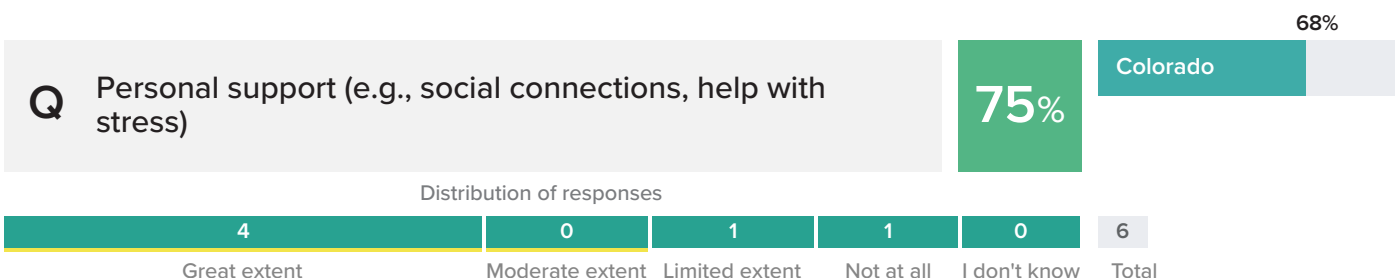 68%
Q Personal support (e.g., social connections, help with
stress)
75%
Colorado
Distribution of responses
4 0 1 1 0 6
Great extent Moderate extent Limited extent Not at all I don't know Total